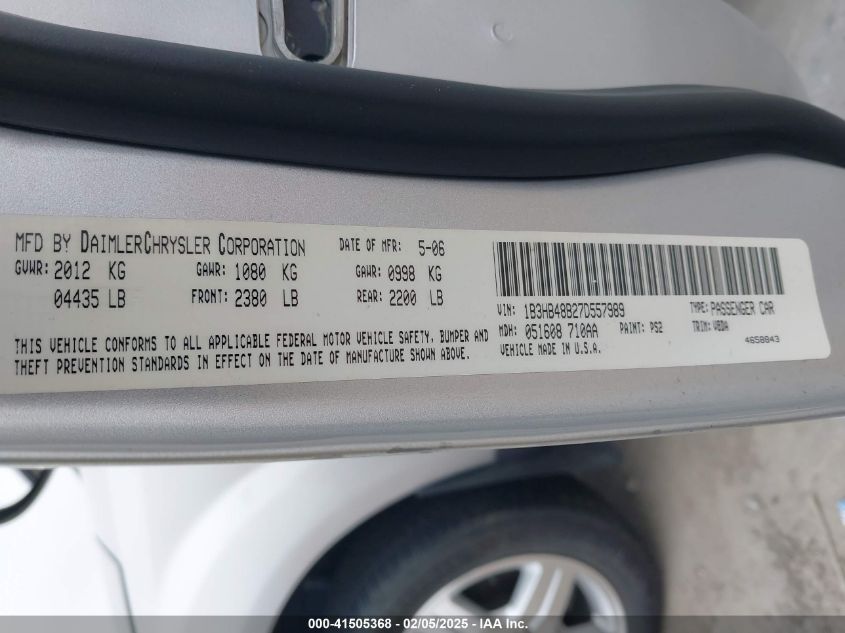 MFD BY DAIMLERCHRYSLER CORPORATION DATE OF MFR: 5-06
GVWR: 2012 KG GAWR: 1080 KG GAWR: 0998 KG
04435 LB FRONT: 2380 LB REAR: 2200 LB
THIS VEHICLE CONFORMS TO ALL APPLICABLE FEDERAL MOTOR VEHICLE SAFETY, BUMPER AND
THEFT PREVENTION STANDARDS IN EFFECT ON THE DATE OF MANUFACTURE SHOWN ABOVE.
VIN: 1B3HB48B27D557989 TYPE: PASSENGER CAR
MDH: 051608 710AA PAINT: PS2 TRIM: VBDA
VEHICLE MADE IN U.S.A. 4658843
000-41505368 | 02/05/2025 | IAA Inc.